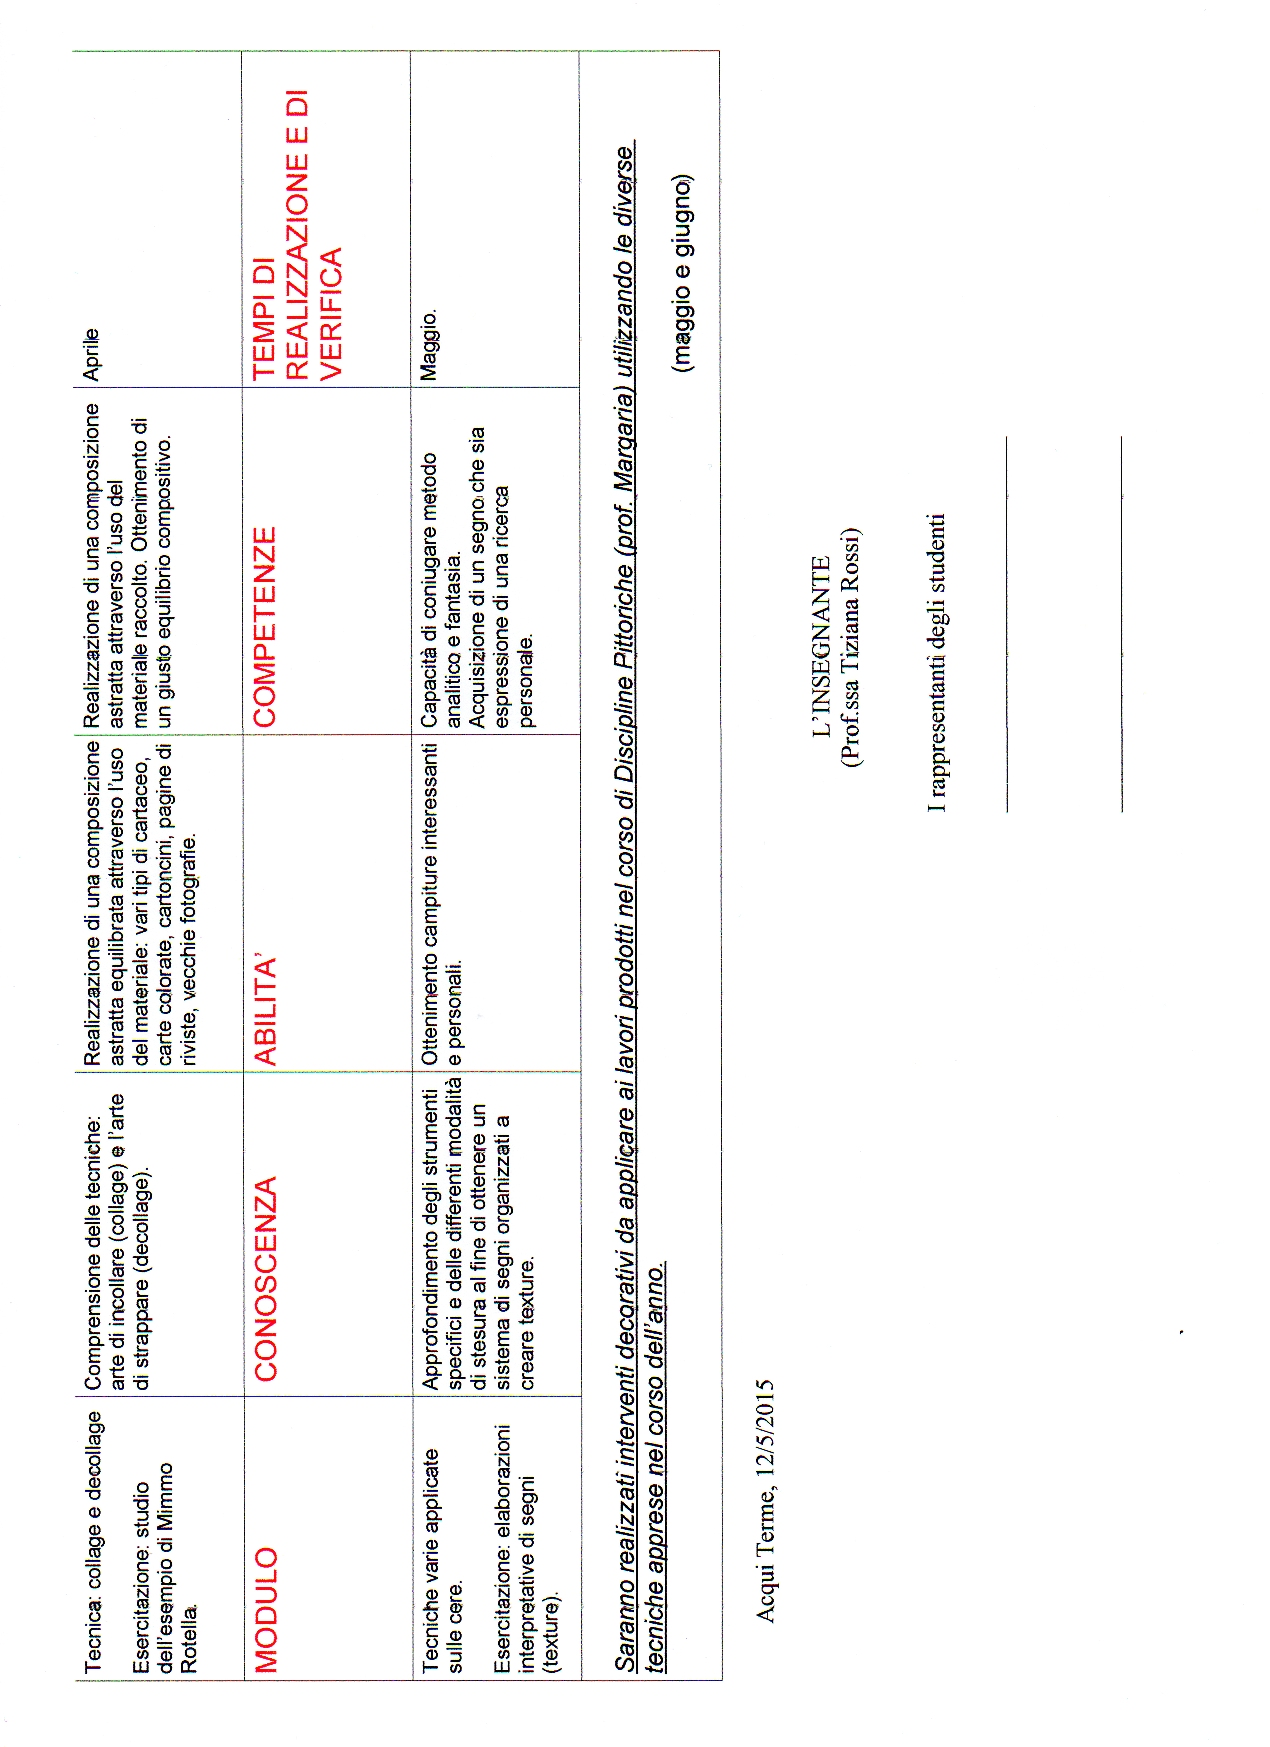 Tecnica: collage e decollage
Esercitazione: studio
dell'esempio di Mimmo
Rotella.
Comprensione delle tecniche:
arte di incollare (collage) e l'arte
di strappare (decollage).
Realizzazione di una composizione
astratta equilibrata attraverso l'uso
del materiale: vari tipi di cartaceo,
carte colorate, cartoncini, pagine di
riviste, vecchie fotografie.
Realizzazione di una composizione
astratta attraverso l'uso del
materiale raccolto. Ottenimento di
un giusto equilibrio compositivo.
Aprile
MODULO
CONOSCENZA
ABILITA'
COMPETENZE
TEMPI DI
REALIZZAZIONE E DI
VERIFICA
Tecniche varie applicate
sulle cere.
Esercitazione: elaborazioni
interpretative di segni
(texture).
Approfondimento degli strumenti
specifici e delle differenti modalità
di stesura al fine di ottenere un
sistema di segni organizzati a
creare texture.
Ottenimento campiture interessanti
e personali.
Capacità di coniugare metodo
analitico e fantasia.
Acquisizione di un segno che sia
espressione di una ricerca
personale.
Maggio.
Saranno realizzati interventi decorativi da applicare ai lavori prodotti nel corso di Discipline Pittoriche (prof. Margaria) utilizzando le diverse
tecniche apprese nel corso dell'anno.
(maggio e giugno)
Acqui Terme, 12/5/2015
L'INSEGNANTE
(Prof.ssa Tiziana Rossi)
I rappresentanti degli studenti